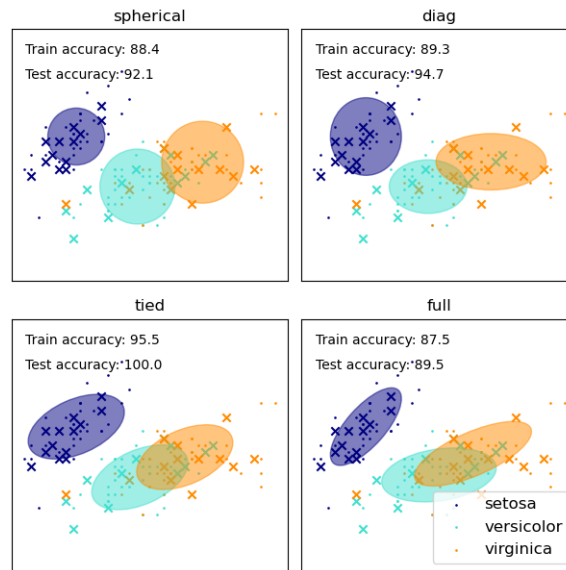 spherical
Train accuracy: 88.4
Test accuracy: 92.1
diag
Train accuracy: 89.3
Test accuracy: 94.7
tied
Train accuracy: 95.5
Test accuracy: 100.0
full
Train accuracy: 87.5
Test accuracy: 89.5
setosa
versicolor
virginica